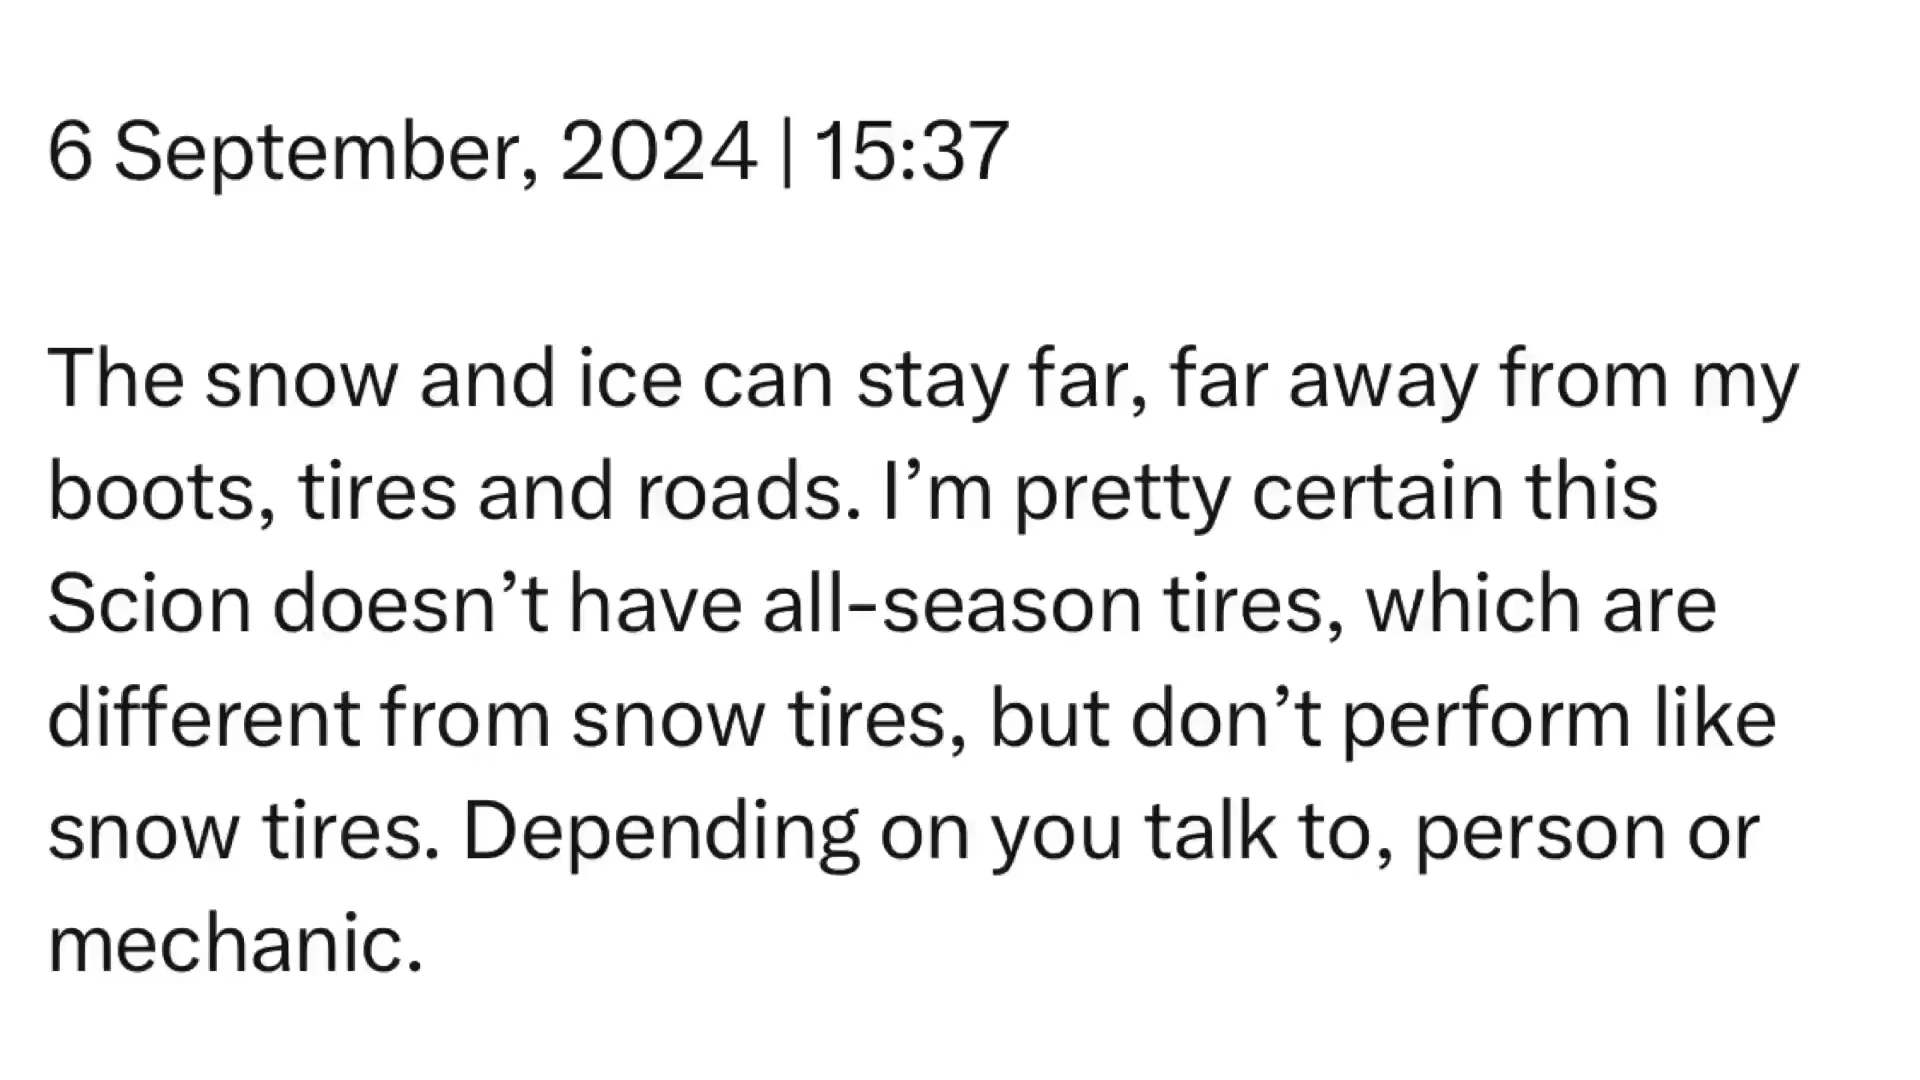 6 September, 2024 | 15:37
The snow and ice can stay far, far away from my
boots, tires and roads. I’m pretty certain this
Scion doesn’t have all-season tires, which are
different from snow tires, but don’t perform like
snow tires. Depending on you talk to, person or
mechanic.